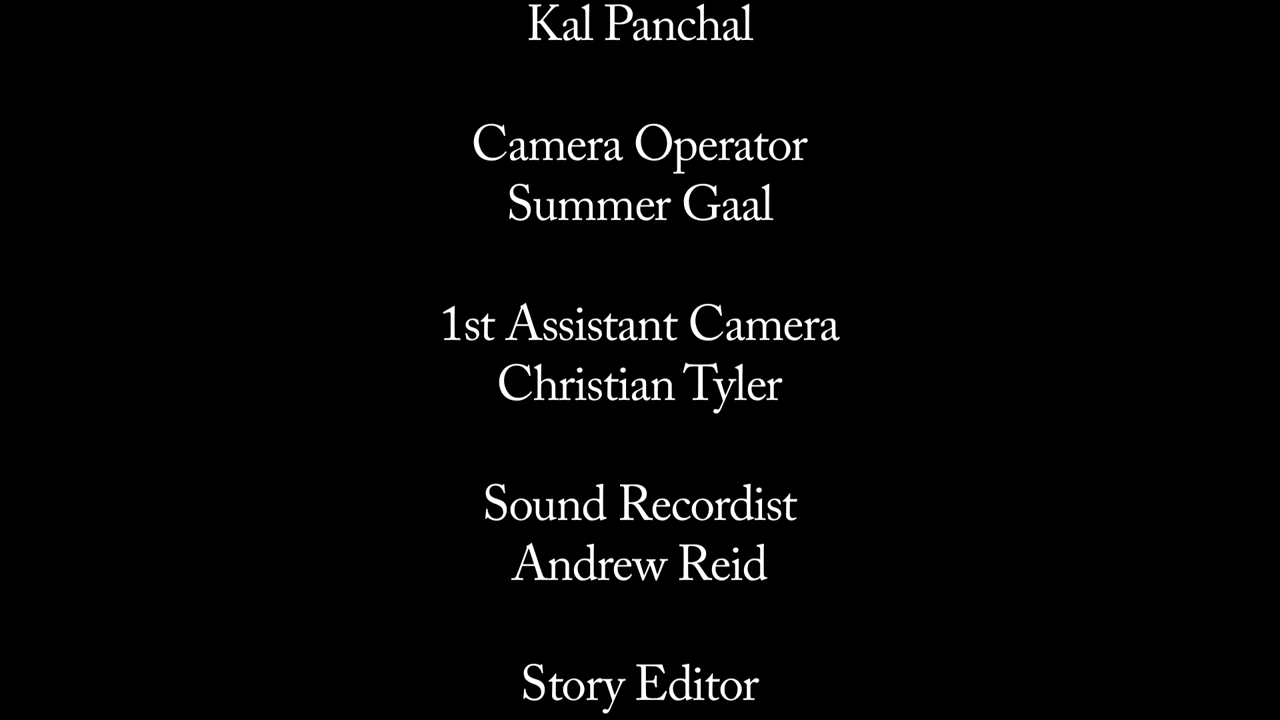 Kal Panchal
Camera Operator
Summer Gaal
1st Assistant Camera
Christian Tyler
Sound Recordist
Andrew Reid
Story Editor